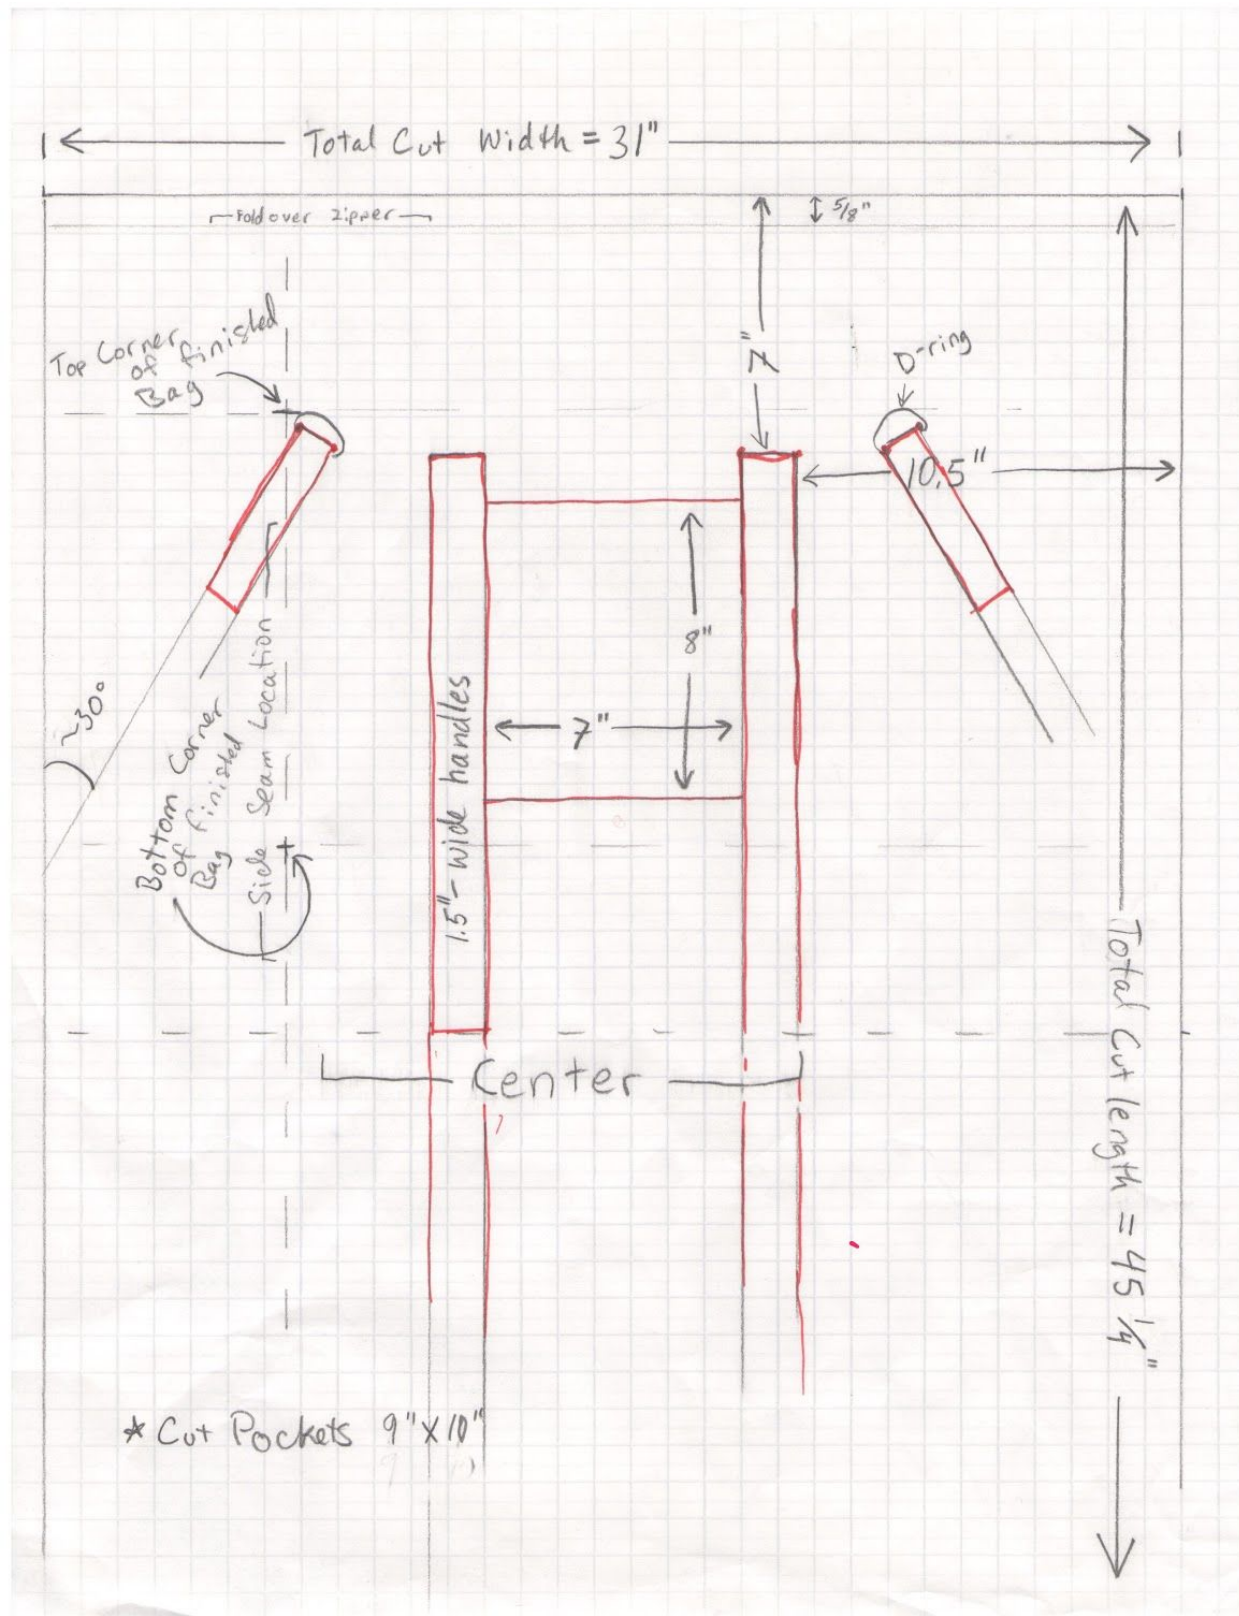 Total Cut Width = 31"
Fold over zipper
5/8"
7"
Top Corner
of finished
Bag
D-ring
10.5"
8"
7"
~30°
1.5"-wide handles
Side Seam Location
Bottom Corner
of finished
Bag
Center
Total Cut length = 45 1/4"
* Cut Pockets 9" X 10"